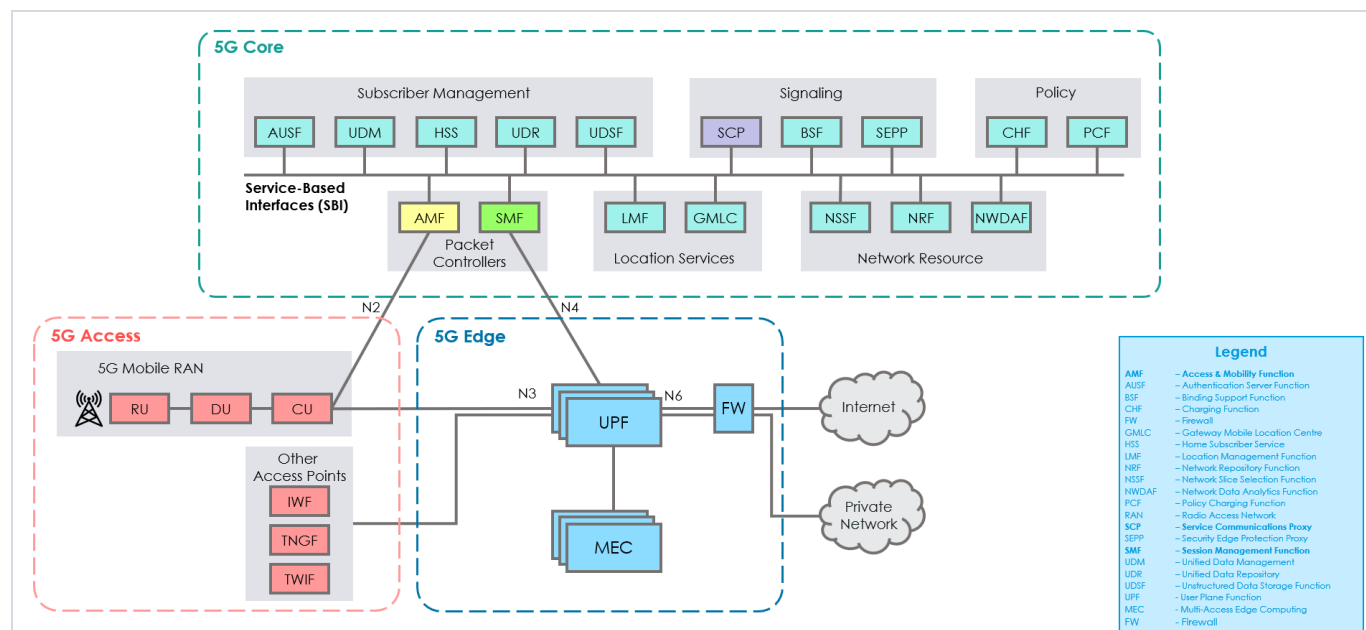 5G Core
Subscriber Management
Signaling
Policy
AUSF
UDM
HSS
UDR
UDSF
SCP
BSF
SEPP
CHF
PCF
Service-Based
Interfaces (SBI)
AMF
SMF
Packet
Controllers
LMF
GMLC
Location Services
NSSF
NRF
NWDAF
Network Resource
N2
N4
5G Access
5G Mobile RAN
RU
DU
CU
Other
Access Points
IWF
TNGF
TWIF
5G Edge
N3
UPF
N6
FW
MEC
Internet
Private
Network
Legend
AMF – Access & Mobility Function
AUSF – Authentication Server Function
BSF – Binding Support Function
CHF – Charging Function
FW – Firewall
GMLC – Gateway Mobile Location Centre
HSS – Home Subscriber Service
LMF – Location Management Function
NRF – Network Repository Function
NSSF – Network Slice Selection Function
NWDAF – Network Data Analytics Function
PCF – Policy Charging Function
RAN – Radio Access Network
SCP – Service Communications Proxy
SEPP – Security Edge Protection Proxy
SMF – Session Management Function
UDM – Unified Data Management
UDR – Unified Data Repository
UDSF – Unstructured Data Storage Function
UPF - User Plane Function
MEC - Multi-Access Edge Computing
FW - Firewall